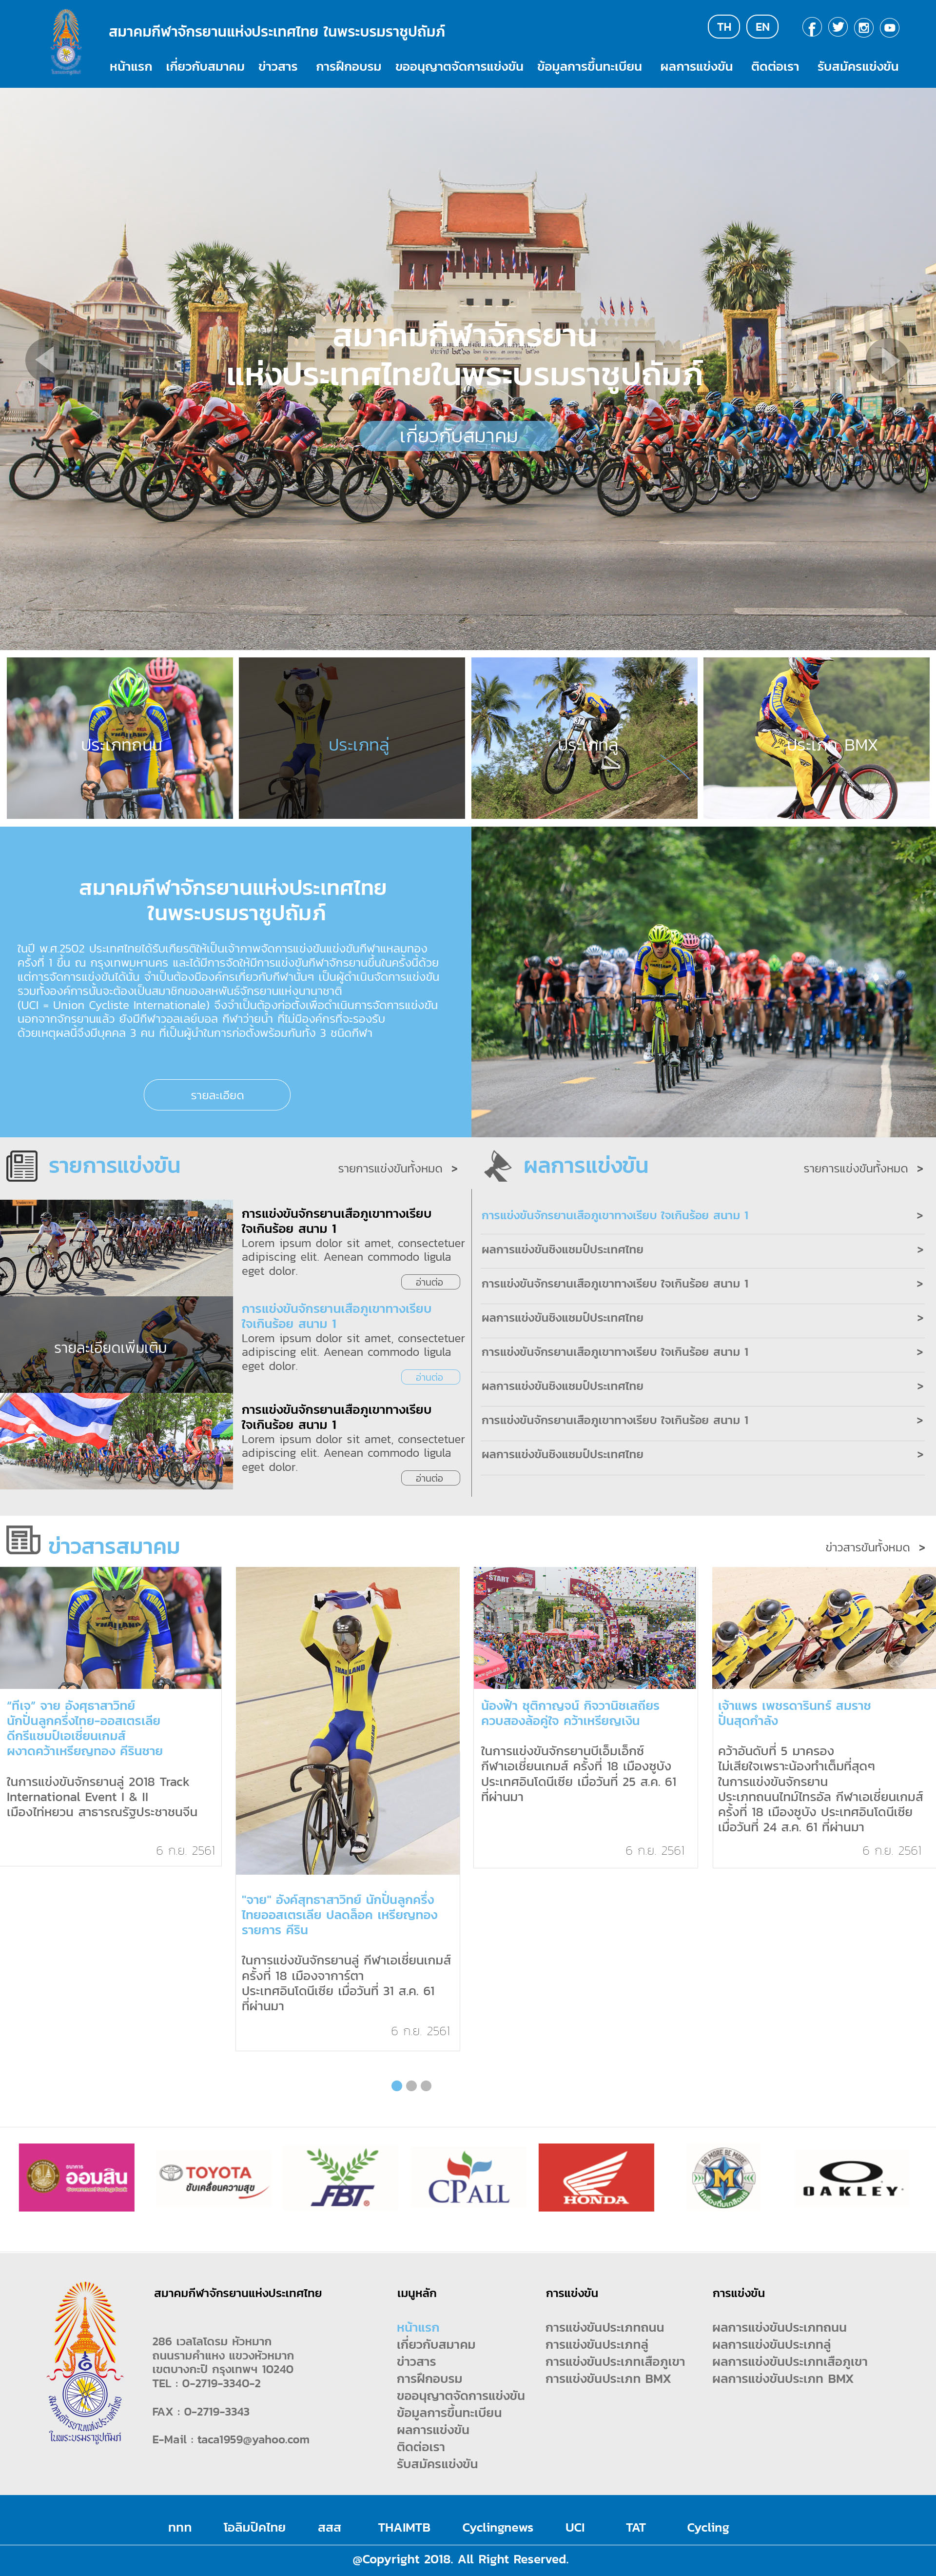 สมาคมกีฬาจักรยานแห่งประเทศไทย ในพระบรมราชูปถัมภ์
TH EN
หน้าแรก เกี่ยวกับสมาคม ข่าวสาร การฝึกอบรม ขออนุญาตจัดการแข่งขัน ข้อมูลการขึ้นทะเบียน ผลการแข่งขัน ติดต่อเรา รับสมัครแข่งขัน
สมาคมกีฬาจักรยาน
แห่งประเทศไทยในพระบรมราชูปถัมภ์
เกี่ยวกับสมาคม
ประเภทถนน
ประเภทลู่
ประเภทลู่
ประเภท BMX
สมาคมกีฬาจักรยานแห่งประเทศไทย
ในพระบรมราชูปถัมภ์
ในปี พ.ศ.2502 ประเทศไทยได้รับเกียรติให้เป็นเจ้าภาพจัดการแข่งขันแข่งขันกีฬาแหลมทอง
ครั้งที่ 1 ขึ้น ณ กรุงเทพมหานคร และได้มีการจัดให้มีการแข่งขันกีฬาจักรยานขึ้นในครั้งนี้ด้วย
แต่การจัดการแข่งขันได้นั้น จำเป็นต้องมีองค์กรเกี่ยวกับกีฬานั้นๆ เป็นผู้ดำเนินจัดการแข่งขัน
รวมทั้งองค์การนั้นจะต้องเป็นสมาชิกของสหพันธ์จักรยานแห่งนานาชาติ
(UCI = Union Cycliste Internationale) จึงจำเป็นต้องก่อตั้งเพื่อดำเนินการจัดการแข่งขัน
นอกจากจักรยานแล้ว ยังมีกีฬาวอลเลย์บอล กีฬาว่ายน้ำ ที่ไม่มีองค์กรที่จะรองรับ
ด้วยเหตุผลนี้จึงมีบุคคล 3 คน ที่เป็นผู้นำในการก่อตั้งพร้อมกันทั้ง 3 ชนิดกีฬา
รายละเอียด
รายการแข่งขัน
รายการแข่งขันทั้งหมด >
การแข่งขันจักรยานเสือภูเขาทางเรียบ
ใจเกินร้อย สนาม 1
Lorem ipsum dolor sit amet, consectetuer
adipiscing elit. Aenean commodo ligula
eget dolor.
อ่านต่อ
รายละเอียดเพิ่มเติม
การแข่งขันจักรยานเสือภูเขาทางเรียบ
ใจเกินร้อย สนาม 1
Lorem ipsum dolor sit amet, consectetuer
adipiscing elit. Aenean commodo ligula
eget dolor.
อ่านต่อ
การแข่งขันจักรยานเสือภูเขาทางเรียบ
ใจเกินร้อย สนาม 1
Lorem ipsum dolor sit amet, consectetuer
adipiscing elit. Aenean commodo ligula
eget dolor.
อ่านต่อ
ผลการแข่งขัน
รายการแข่งขันทั้งหมด >
การแข่งขันจักรยานเสือภูเขาทางเรียบ ใจเกินร้อย สนาม 1 >
ผลการแข่งขันชิงแชมป์ประเทศไทย >
การแข่งขันจักรยานเสือภูเขาทางเรียบ ใจเกินร้อย สนาม 1 >
ผลการแข่งขันชิงแชมป์ประเทศไทย >
การแข่งขันจักรยานเสือภูเขาทางเรียบ ใจเกินร้อย สนาม 1 >
ผลการแข่งขันชิงแชมป์ประเทศไทย >
การแข่งขันจักรยานเสือภูเขาทางเรียบ ใจเกินร้อย สนาม 1 >
ผลการแข่งขันชิงแชมป์ประเทศไทย >
ข่าวสารสมาคม
ข่าวสารขันทั้งหมด >
"ทีเจ" จาย อังศุธาสาวิทย์
นักปั่นลูกครึ่งไทย-ออสเตรเลีย
ดีกรีแชมป์เอเชี่ยนเกมส์
ผงาดคว้าเหรียญทอง คีรินชาย
ในการแข่งขันจักรยานลู่ 2018 Track
International Event I & II
เมืองไท่หยวน สาธารณรัฐประชาชนจีน
6 ก.ย. 2561
"จาย" อังค์สุทธาสาวิทย์ นักปั่นลูกครึ่ง
ไทยออสเตรเลีย ปลดล็อค เหรียญทอง
รายการ คีริน
ในการแข่งขันจักรยานลู่ กีฬาเอเชี่ยนเกมส์
ครั้งที่ 18 เมืองจาการ์ตา
ประเทศอินโดนีเซีย เมื่อวันที่ 31 ส.ค. 61
ที่ผ่านมา
6 ก.ย. 2561
น้องฟ้า ชุติกาญจน์ กิจวานิชเสถียร
ควบสองล้อคู่ใจ คว้าเหรียญเงิน
ในการแข่งขันจักรยานบีเอ็มเอ็กซ์
กีฬาเอเชี่ยนเกมส์ ครั้งที่ 18 เมืองซูบัง
ประเทศอินโดนีเซีย เมื่อวันที่ 25 ส.ค. 61
ที่ผ่านมา
6 ก.ย. 2561
เจ้าแพร เพชรดารินทร์ สมราช
ปั่นสุดกำลัง
คว้าอันดับที่ 5 มาครอง
ไม่เสียใจเพราะน้องทำเต็มที่สุดๆ
ในการแข่งขันจักรยาน
ประเภทถนนไทม์ไทรอัล กีฬาเอเชี่ยนเกมส์
ครั้งที่ 18 เมืองซูบัง ประเทศอินโดนีเซีย
เมื่อวันที่ 24 ส.ค. 61 ที่ผ่านมา
6 ก.ย. 2561
ธนาคาร
ออมสิน
Government Savings Bank
TOYOTA
ขับเคลื่อนความสุข
FBT
CPALL
HONDA
GO MORE BE MORE
M
OAKLEY
สมาคมกีฬาจักรยานแห่งประเทศไทย
ในพระบรมราชูปถัมภ์
สมาคมกีฬาจักรยานแห่งประเทศไทย
286 เวลโลโดรม หัวหมาก
ถนนรามคำแหง แขวงหัวหมาก
เขตบางกะปิ กรุงเทพฯ 10240
TEL : 0-2719-3340-2
FAX : 0-2719-3343
E-Mail : taca1959@yahoo.com
เมนูหลัก
หน้าแรก
เกี่ยวกับสมาคม
ข่าวสาร
การฝึกอบรม
ขออนุญาตจัดการแข่งขัน
ข้อมูลการขึ้นทะเบียน
ผลการแข่งขัน
ติดต่อเรา
รับสมัครแข่งขัน
การแข่งขัน
การแข่งขันประเภทถนน
การแข่งขันประเภทลู่
การแข่งขันประเภทเสือภูเขา
การแข่งขันประเภท BMX
การแข่งขัน
ผลการแข่งขันประเภทถนน
ผลการแข่งขันประเภทลู่
ผลการแข่งขันประเภทเสือภูเขา
ผลการแข่งขันประเภท BMX
ททท โอลิมปิคไทย สสส THAIMTB Cyclingnews UCI TAT Cycling
@Copyright 2018. All Right Reserved.